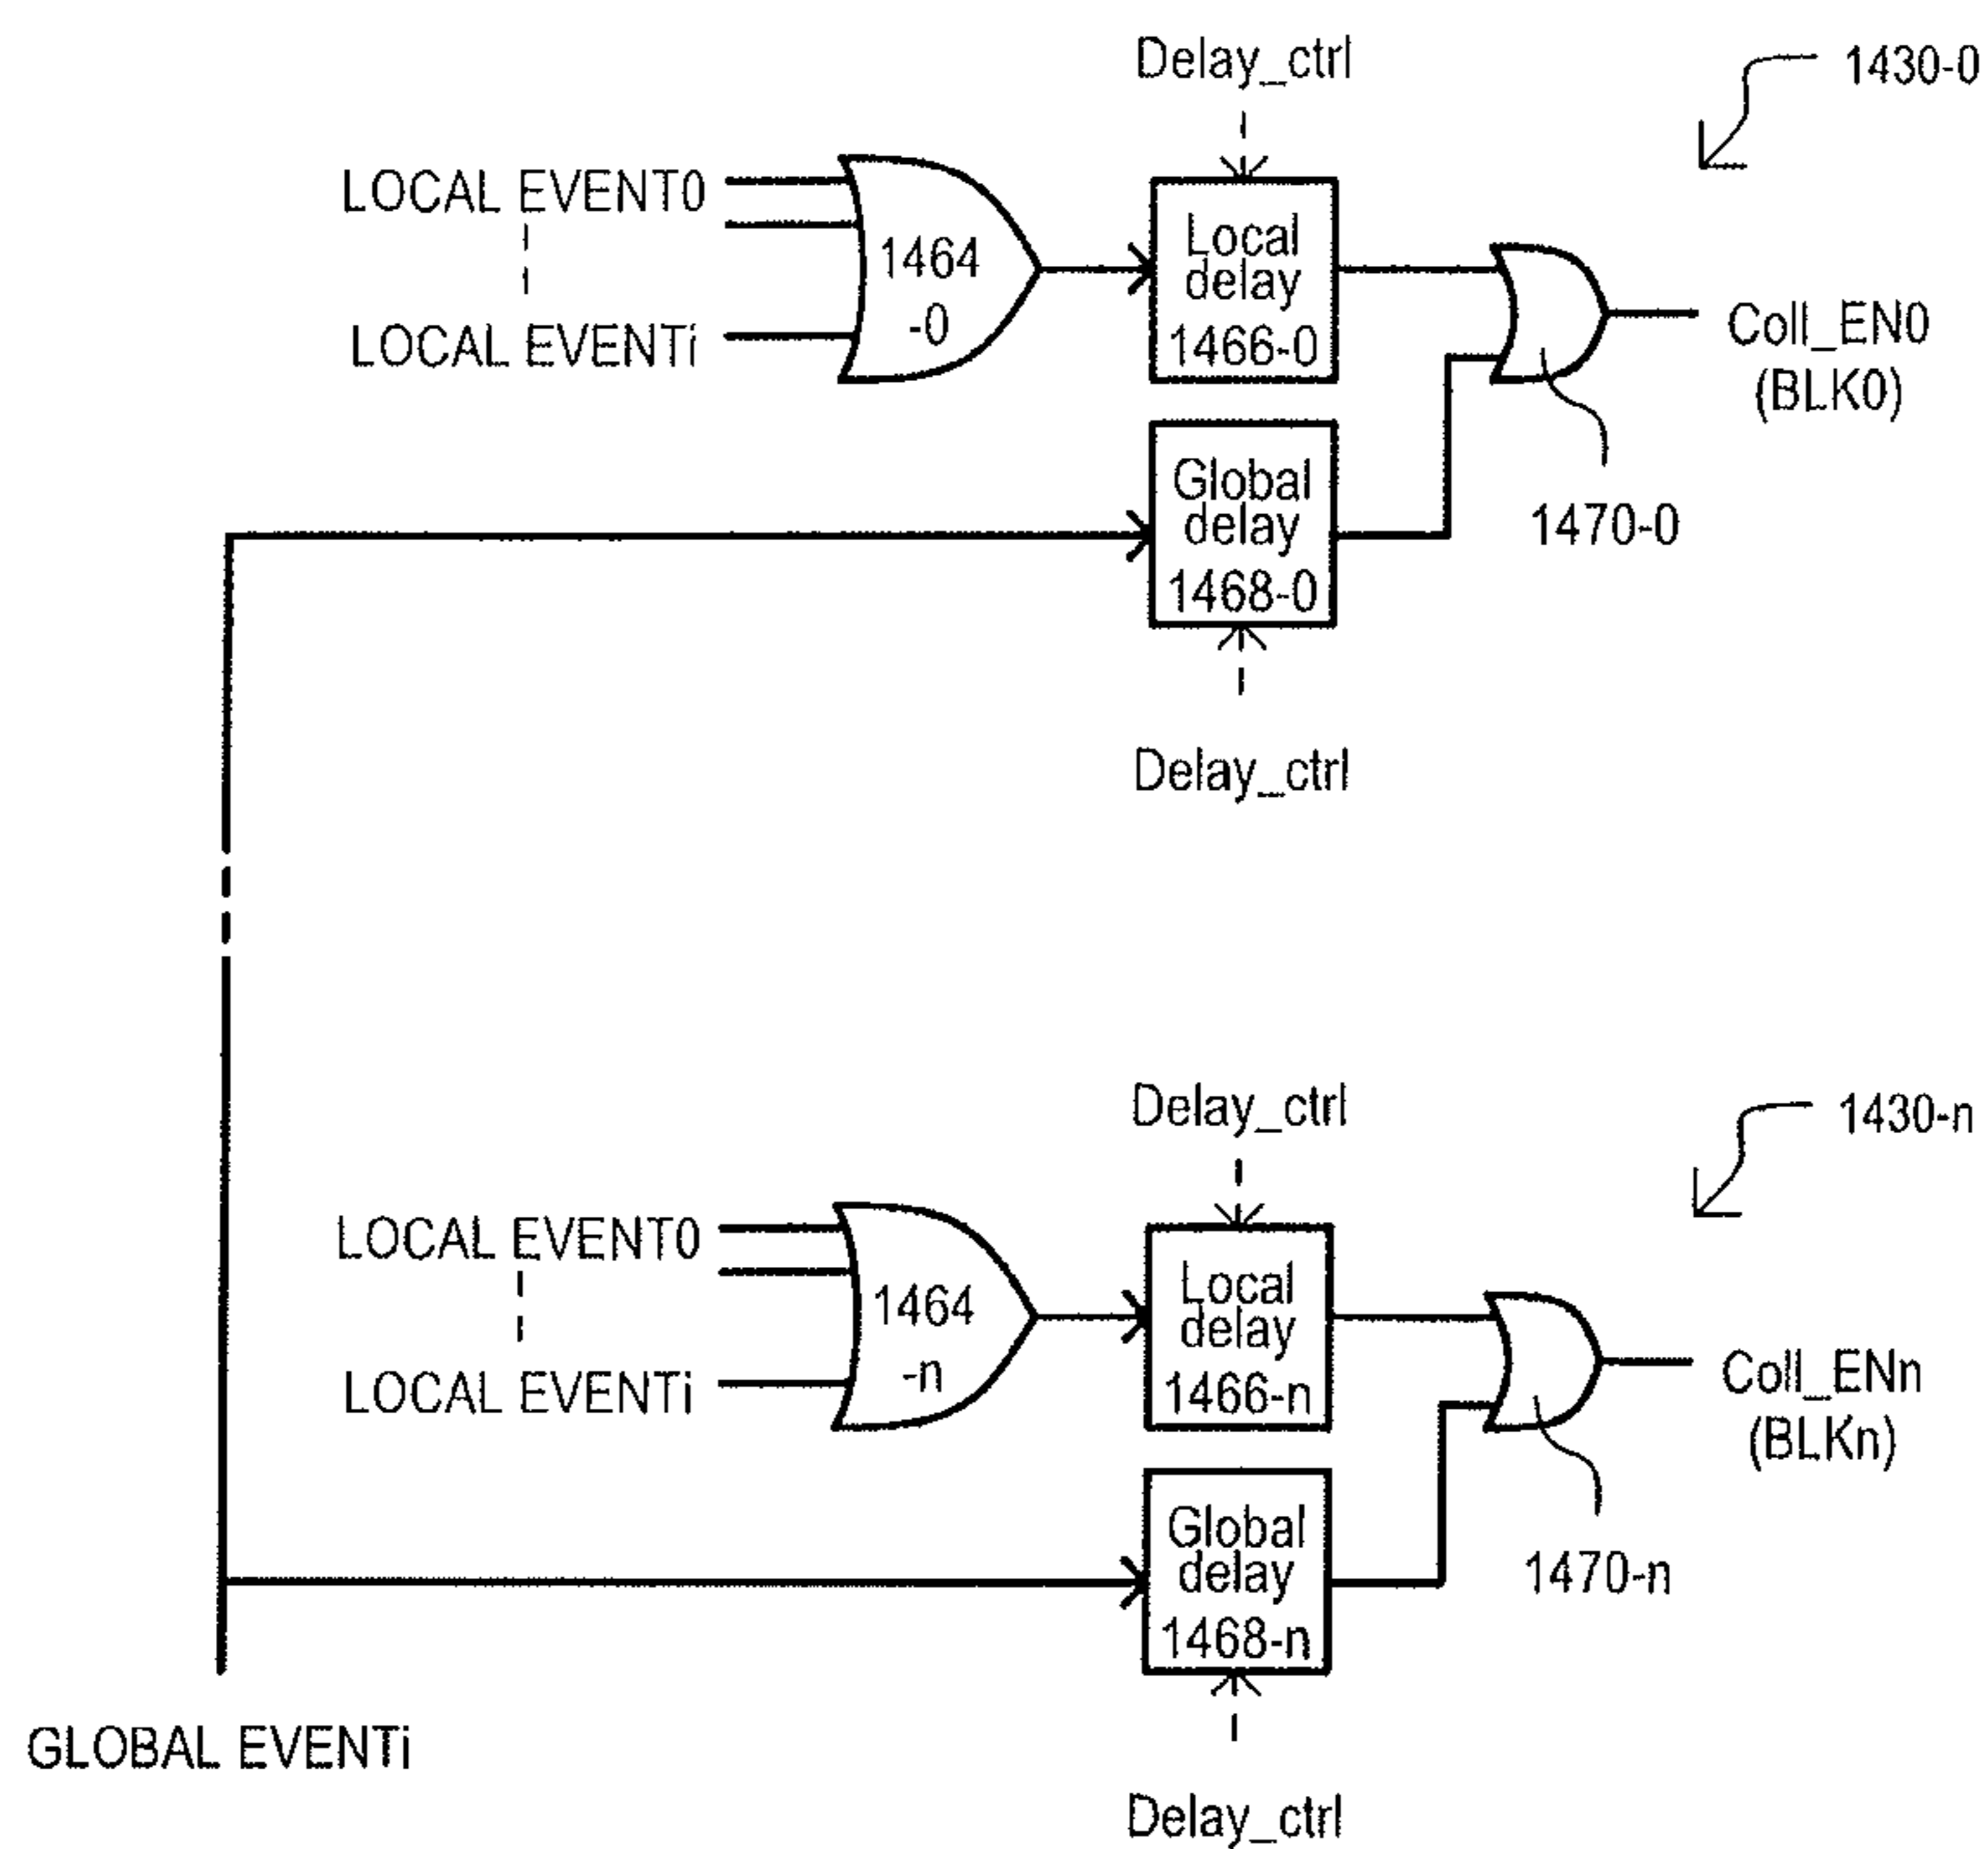 Delay_ctrl
1430-0
LOCAL EVENT0
LOCAL EVENTi
1464
-0
Local
delay
1466-0
Coll_EN0
(BLK0)
Global
delay
1468-0
1470-0
Delay_ctrl
Delay_ctrl
1430-n
LOCAL EVENT0
LOCAL EVENTi
1464
-n
Local
delay
1466-n
Coll_ENn
(BLKn)
Global
delay
1468-n
1470-n
GLOBAL EVENTi
Delay_ctrl